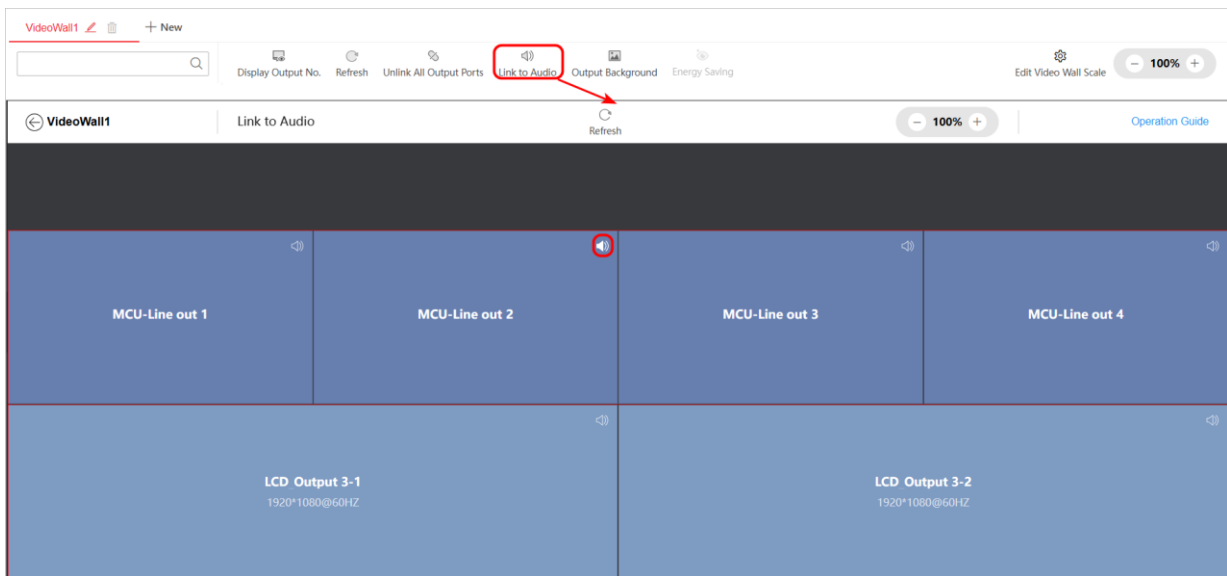 VideoWall1
New
Display Output No.
Refresh
Unlink All Output Ports
Link to Audio
Output Background
Energy Saving
Edit Video Wall Scale
100%
VideoWall1
Link to Audio
Refresh
100%
Operation Guide
MCU-Line out 1
MCU-Line out 2
MCU-Line out 3
MCU-Line out 4
LCD Output 3-1
1920*1080@60HZ
LCD Output 3-2
1920*1080@60HZ